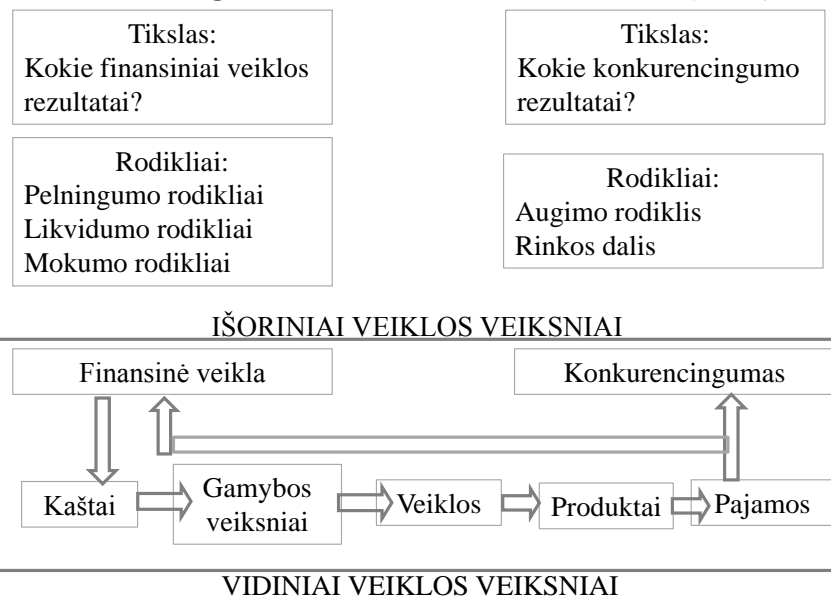 Tikslas:
Kokie finansiniai veiklos
rezultatai?
Tikslas:
Kokie konkurencingumo
rezultatai?
Rodikliai:
Pelningumo rodikliai
Likvidumo rodikliai
Mokumo rodikliai
Rodikliai:
Augimo rodiklis
Rinkos dalis
IŠORINIAI VEIKLOS VEIKSNIAI
Finansinė veikla
Konkurencingumas
Kaštai
Gamybos
veiksniai
Veiklos
Produktai
Pajamos
VIDINIAI VEIKLOS VEIKSNIAI